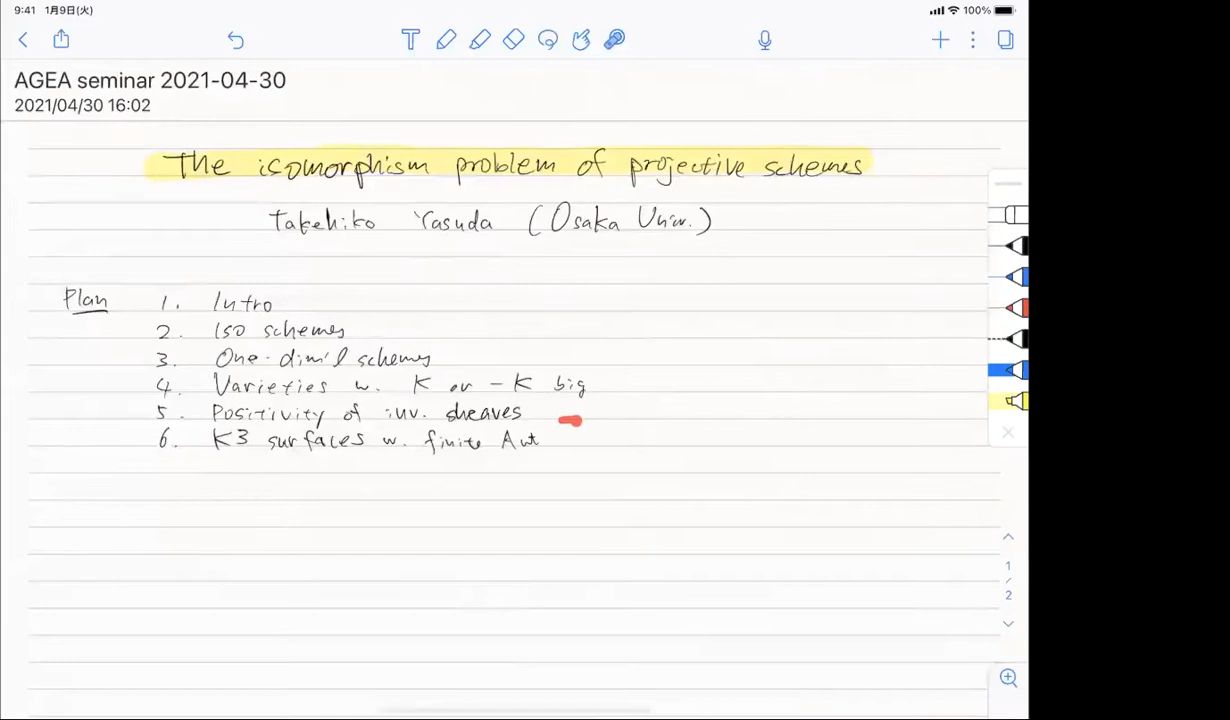 9:41 1月9日(火) 100%
AGEA seminar 2021-04-30
2021/04/30 16:02
The isomorphism problem of projective schemes
Takehiko Yasuda (Osaka Univ.)
Plan 1. Intro
2. Iso schemes
3. One-dim'l schemes
4. Varieties w. K or -K big
5. Positivity of inv. sheaves
6. K3 surfaces w. finite Aut
1
/
2